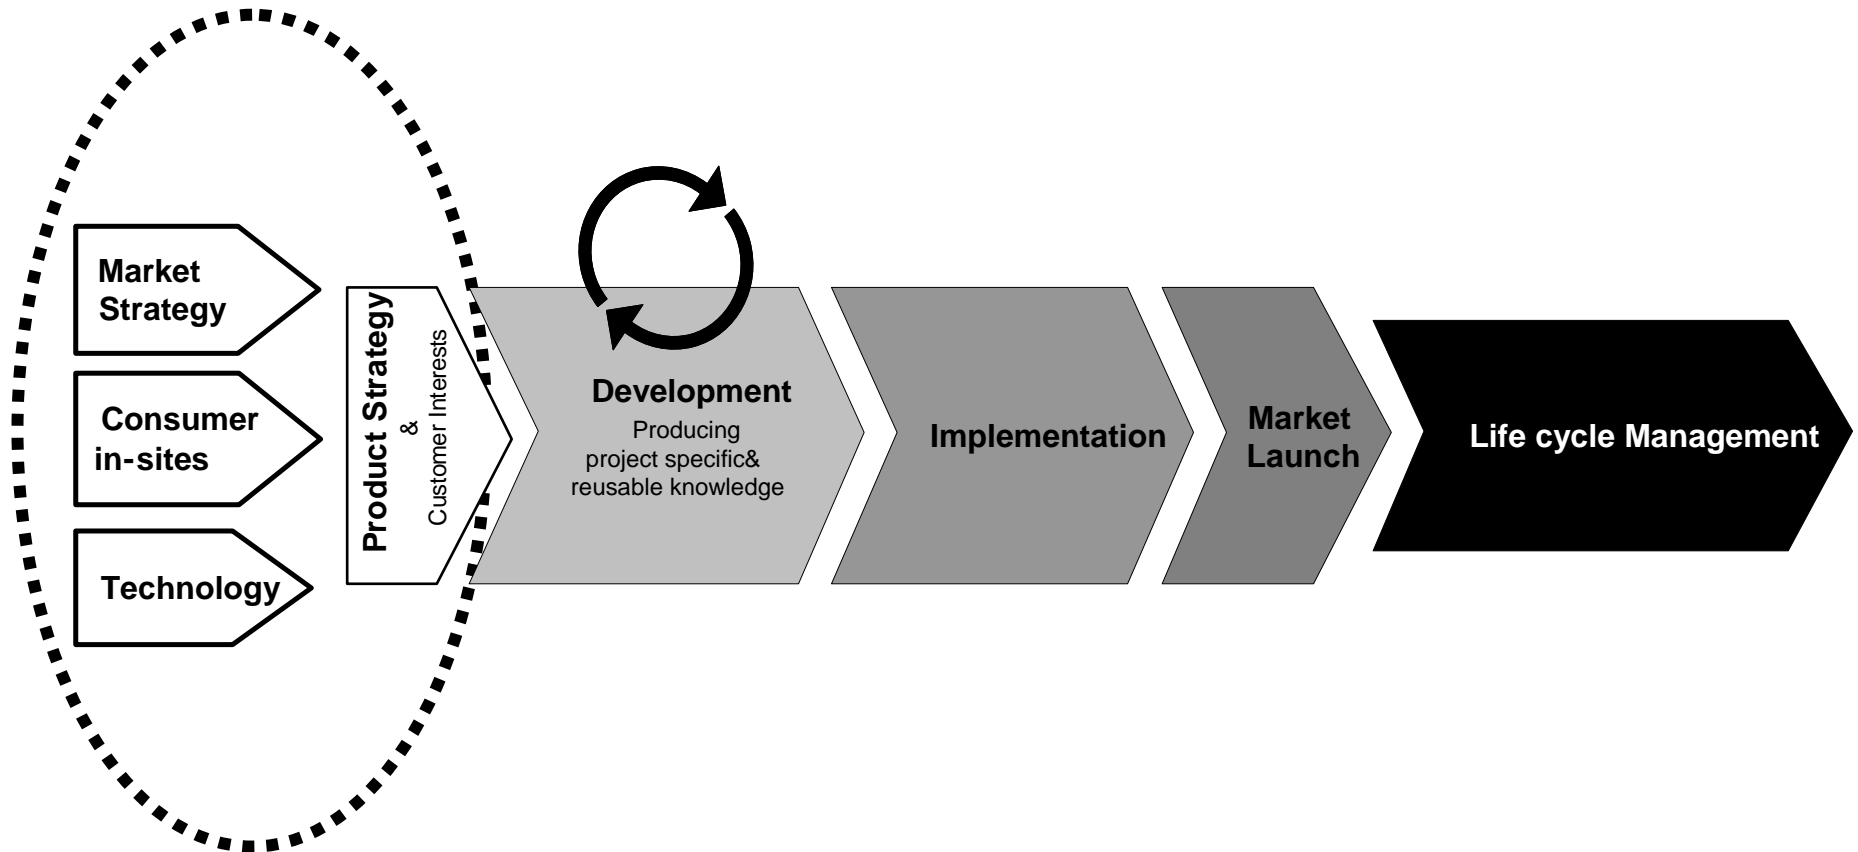 Market
Strategy
Consumer
in-sites
Technology
Product Strategy
&
Customer Interests
Development
Producing
project specific&
reusable knowledge
Implementation
Market
Launch
Life cycle Management